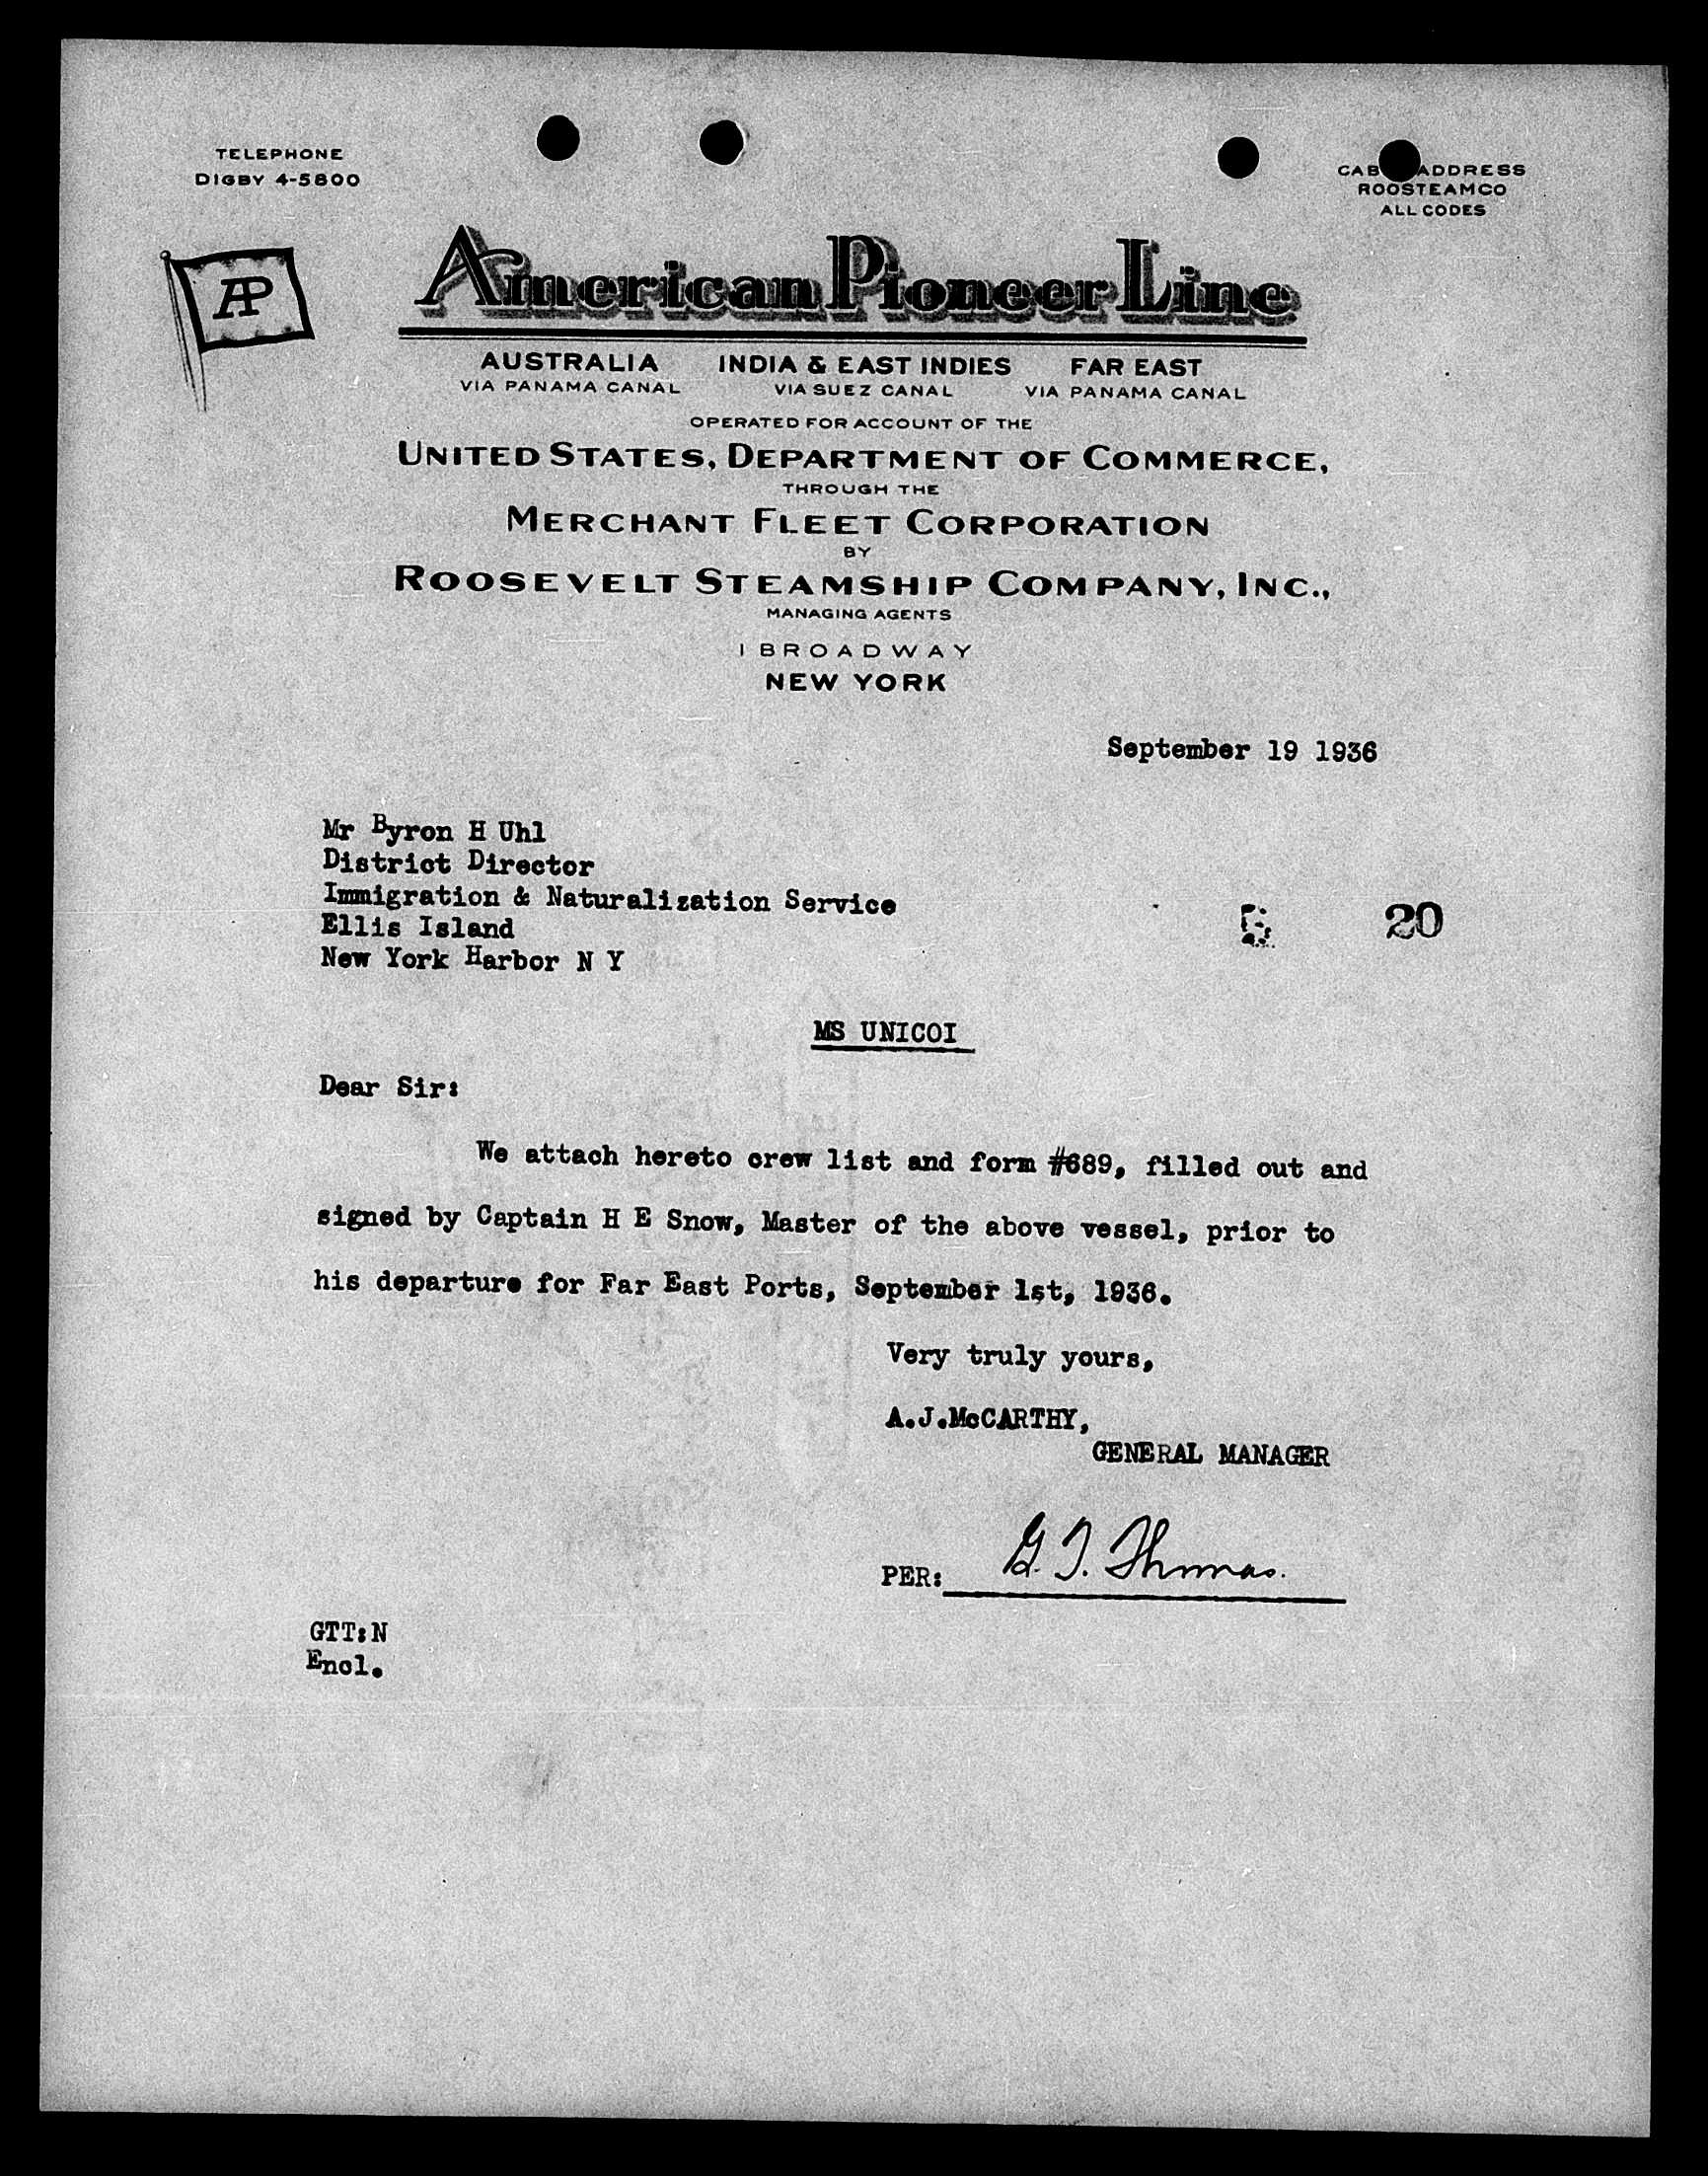 TELEPHONE
DIGBY 4-5800
ADDRESS
ROOSTEAMCO
ALL CODES
AP
American Pioneer Line
AUSTRALIA INDIA & EAST INDIES FAR EAST
VIA PANAMA CANAL VIA SUEZ CANAL VIA PANAMA CANAL
OPERATED FOR ACCOUNT OF THE
UNITED STATES, DEPARTMENT OF COMMERCE,
THROUGH THE
MERCHANT FLEET CORPORATION
BY
ROOSEVELT STEAMSHIP COMPANY, INC.,
MANAGING AGENTS
1 BROADWAY
NEW YORK
September 19 1936
Mr Byron H Uhl
District Director
Immigration & Naturalization Service
Ellis Island
New York Harbor N Y
20
MS UNICOI
Dear Sir:
We attach hereto crew list and form #689, filled out and
signed by Captain H E Snow, Master of the above vessel, prior to
his departure for Far East Ports, September 1st, 1936.
Very truly yours,
A.J.McCARTHY,
GENERAL MANAGER
PER: G. T. Thomas.
GTT:N
Encl.